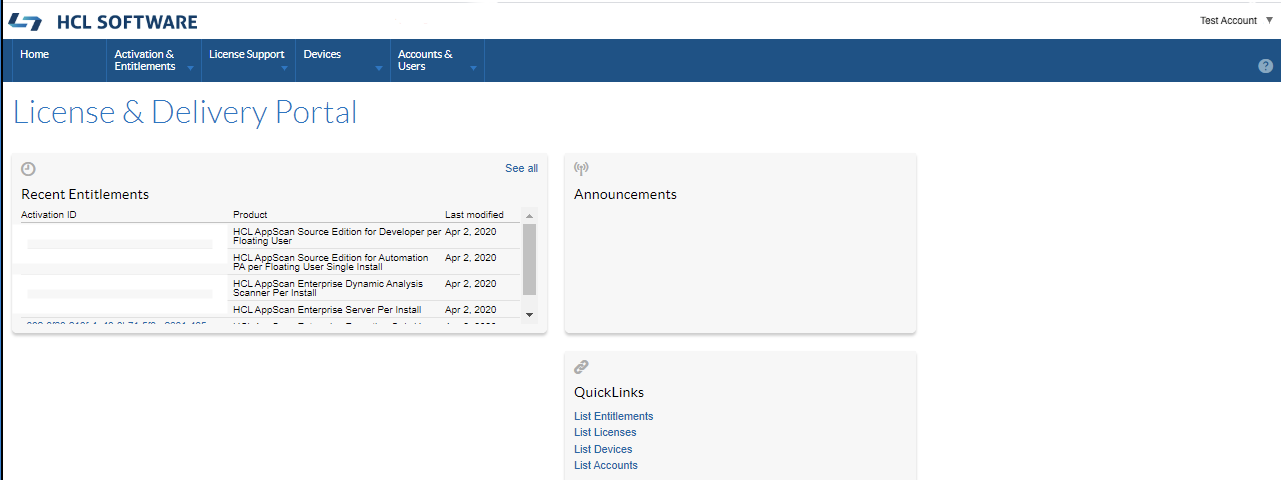 HCL SOFTWARE
Test Account
Home
Activation &
Entitlements
License Support
Devices
Accounts &
Users
?
License & Delivery Portal
See all
Recent Entitlements
Activation ID Product Last modified
HCL AppScan Source Edition for Developer per Apr 2, 2020
Floating User
HCL AppScan Source Edition for Automation Apr 2, 2020
PA per Floating User Single Install
HCL AppScan Enterprise Dynamic Analysis Apr 2, 2020
Scanner Per Install
HCL AppScan Enterprise Server Per Install Apr 2, 2020
Announcements
QuickLinks
List Entitlements
List Licenses
List Devices
List Accounts